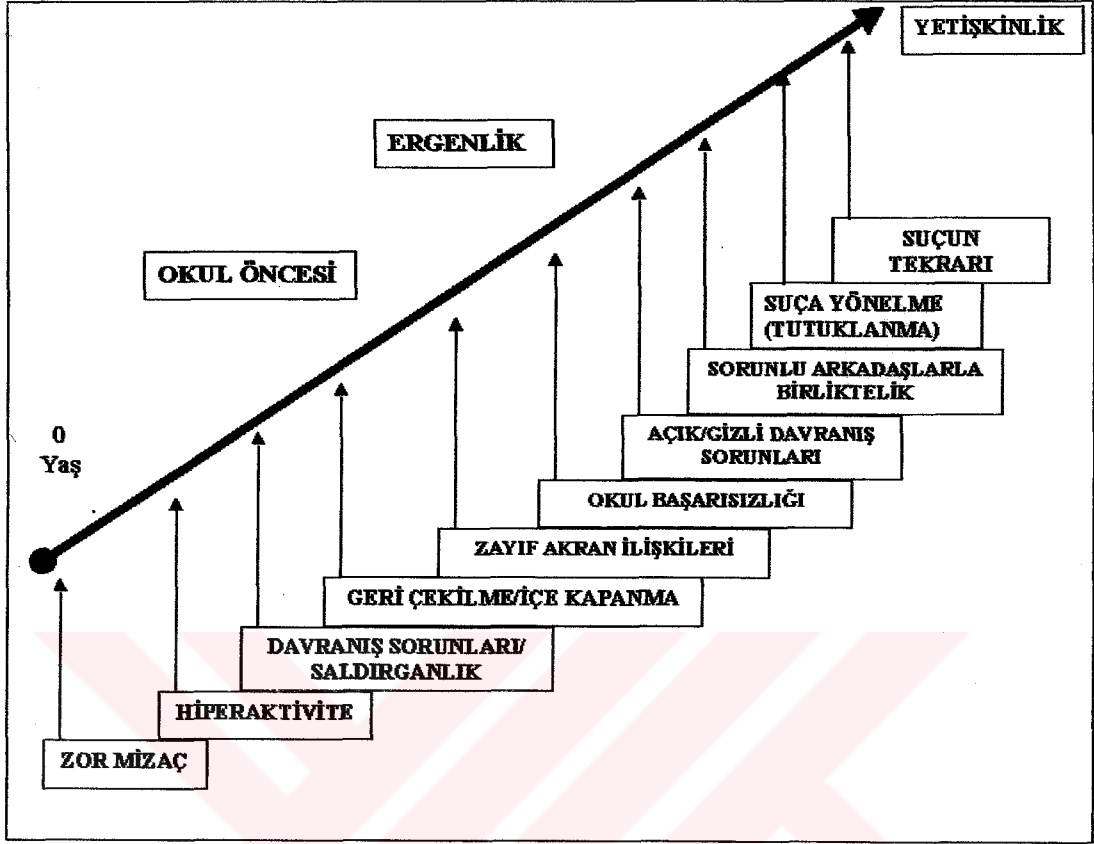 YETİŞKİNLİK
ERGENLİK
OKUL ÖNCESİ
0
Yaş
SUÇUN
TEKRARI
SUÇA YÖNELME
(TUTUKLANMA)
SORUNLU ARKADAŞLARLA
BİRLİKTELİK
AÇIK/GİZLİ DAVRANIŞ
SORUNLARI
OKUL BAŞARISIZLIĞI
ZAYIF AKRAN İLİŞKİLERİ
GERİ ÇEKİLME/İÇE KAPANMA
DAVRANIŞ SORUNLARI/
SALDIRGANLIK
HİPERAKTİVİTE
ZOR MİZAÇ